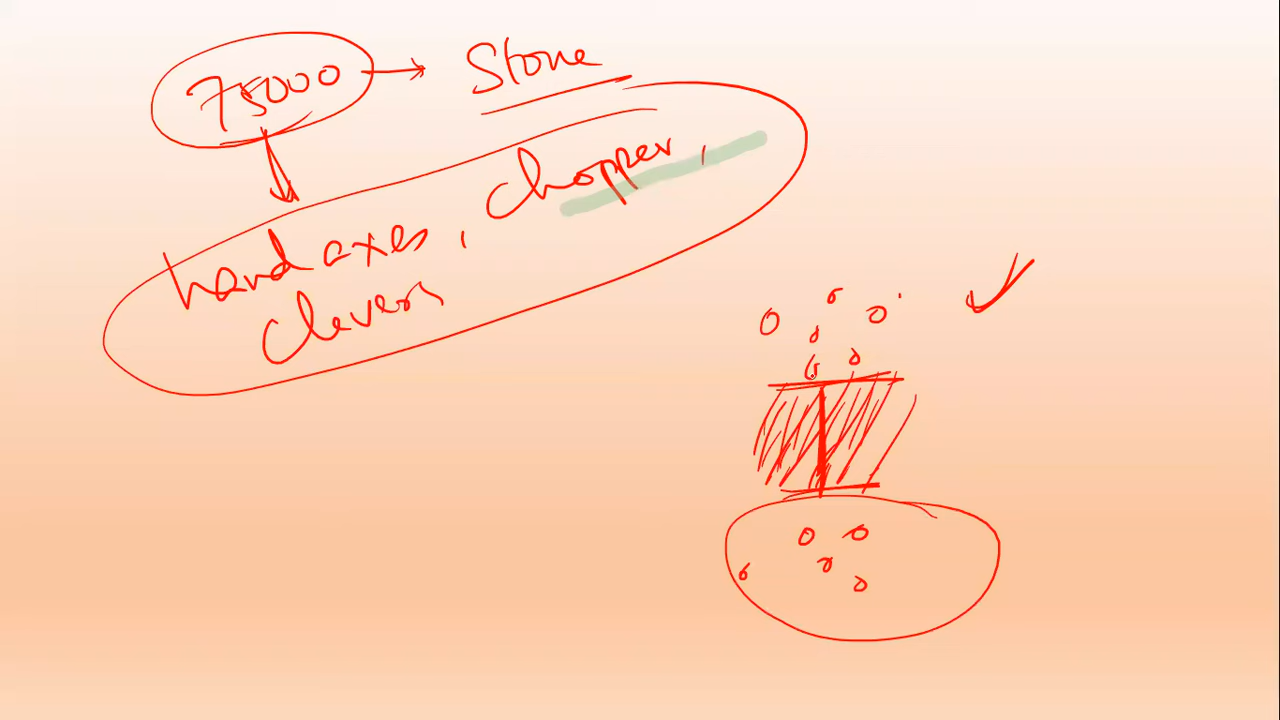 75000 → Stone
hand axes, chopper,
clevers